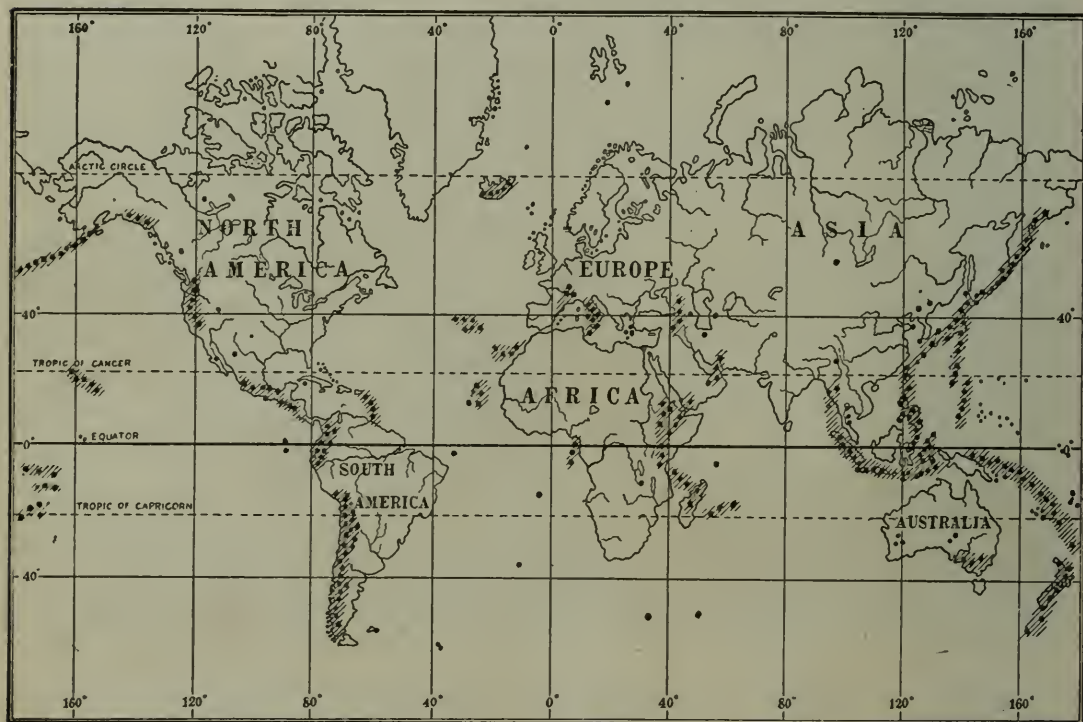 160° 120° 80° 40° 0° 40° 80° 120° 160°
ARCTIC CIRCLE
NORTH
ASIA
AMERICA
EUROPE
40° 40°
TROPIC OF CANCER
AFRICA
EQUATOR
0° 0°
SOUTH
AMERICA
TROPIC OF CAPRICORN
AUSTRALIA
40° 40°
160° 120° 80° 40° 0° 40° 80° 120° 160°